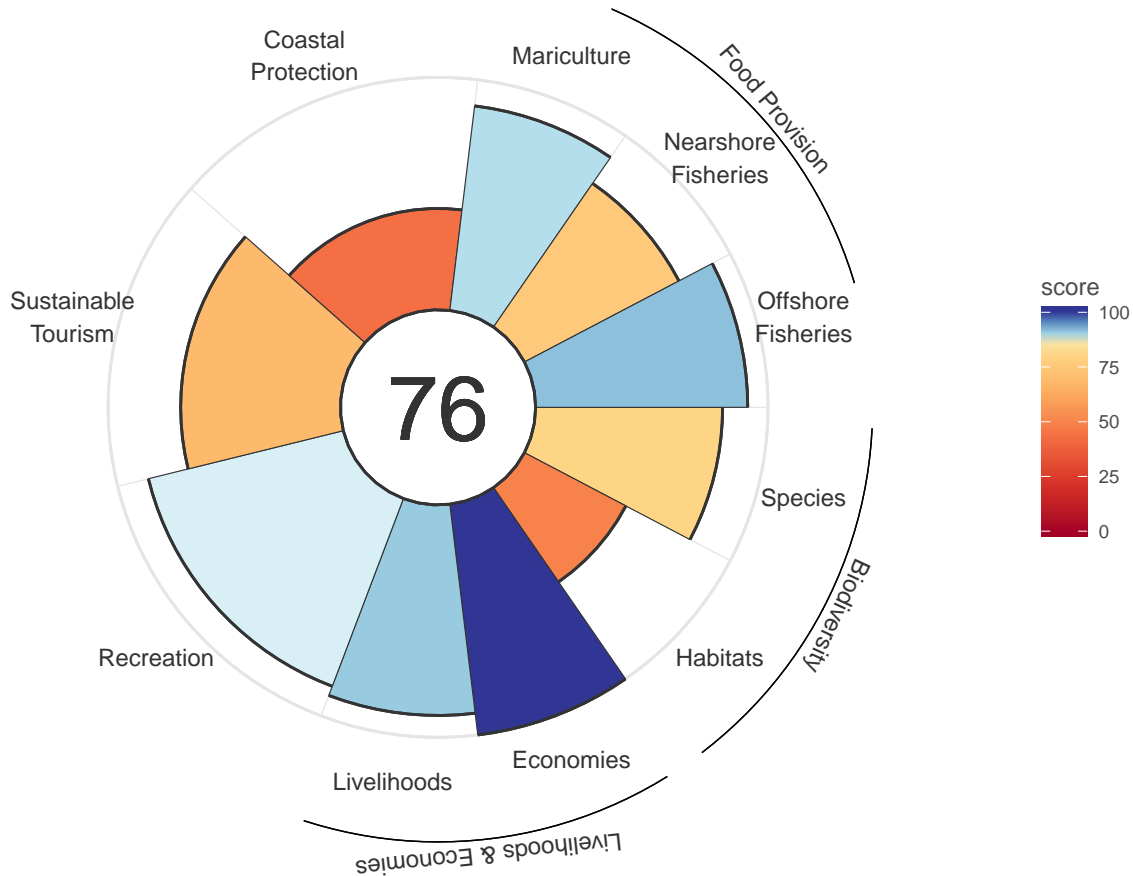 Coastal
Protection
Mariculture
Food Provision
Nearshore
Fisheries
Offshore
Fisheries
Sustainable
Tourism
76
Species
Biodiversity
Habitats
Recreation
Economies
Livelihoods
Livelihoods & Economies
score
100
75
50
25
0